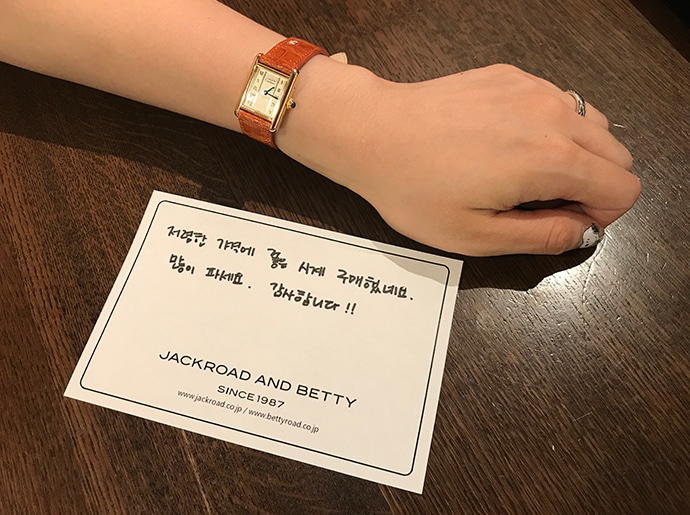 저렴한 가격에 좋은 시계 구매했네요.
많이 파세요. 감사합니다!!
JACKROAD AND BETTY
SINCE1987
www.jackroad.co.jp / www.bettyroad.co.jp